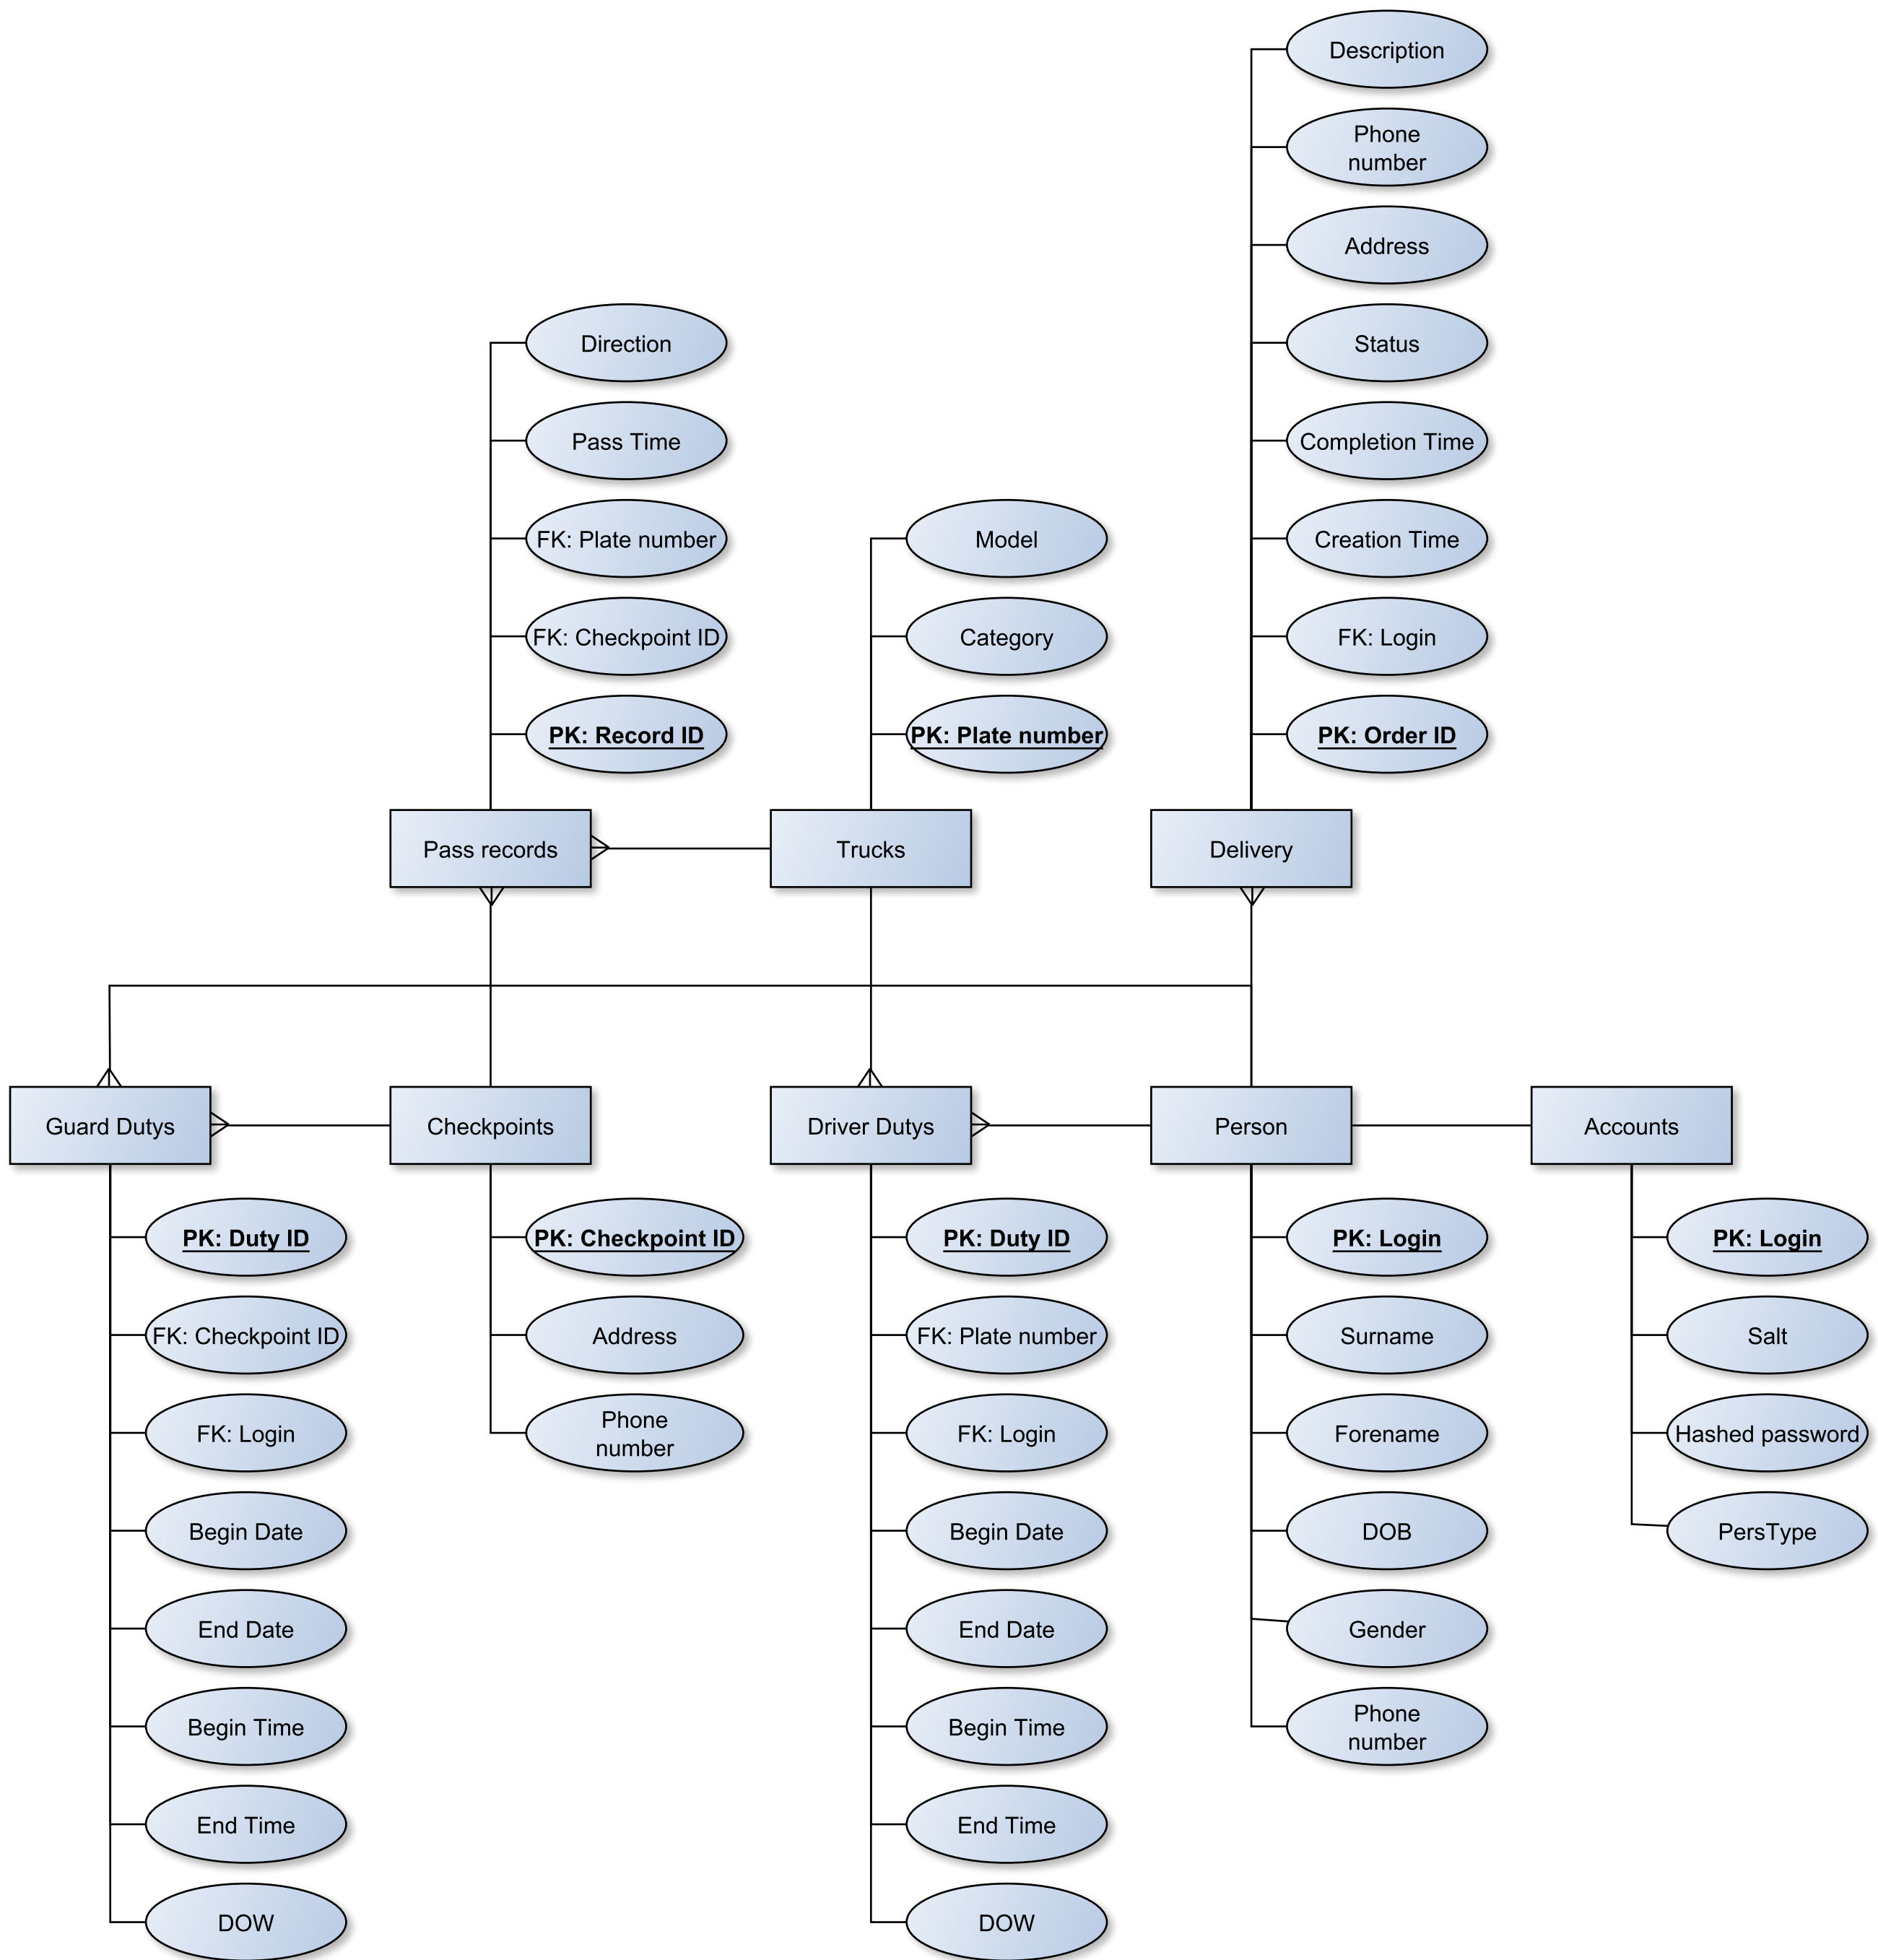 Description
Phone
number
Address
Status
Completion Time
Creation Time
FK: Login
PK: Order ID
Direction
Pass Time
FK: Plate number
FK: Checkpoint ID
PK: Record ID
Model
Category
PK: Plate number
Pass records
Trucks
Delivery
Guard Dutys
Checkpoints
Driver Dutys
Person
Accounts
PK: Duty ID
FK: Checkpoint ID
FK: Login
Begin Date
End Date
Begin Time
End Time
DOW
PK: Checkpoint ID
Address
Phone
number
PK: Duty ID
FK: Plate number
FK: Login
Begin Date
End Date
Begin Time
End Time
DOW
PK: Login
Surname
Forename
DOB
Gender
Phone
number
PK: Login
Salt
Hashed password
PersType